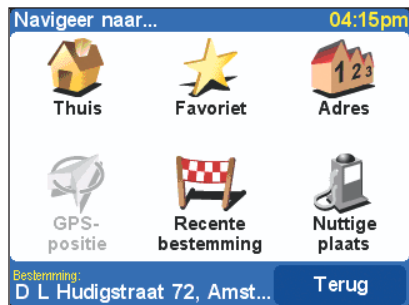 Navigeer naar... 04:15pm
Thuis Favoriet Adres
1 2 3
GPS-
positie
Recente
bestemming
Nuttige
plaats
Bestemming:
D L Hudigstraat 72, Amst...
Terug